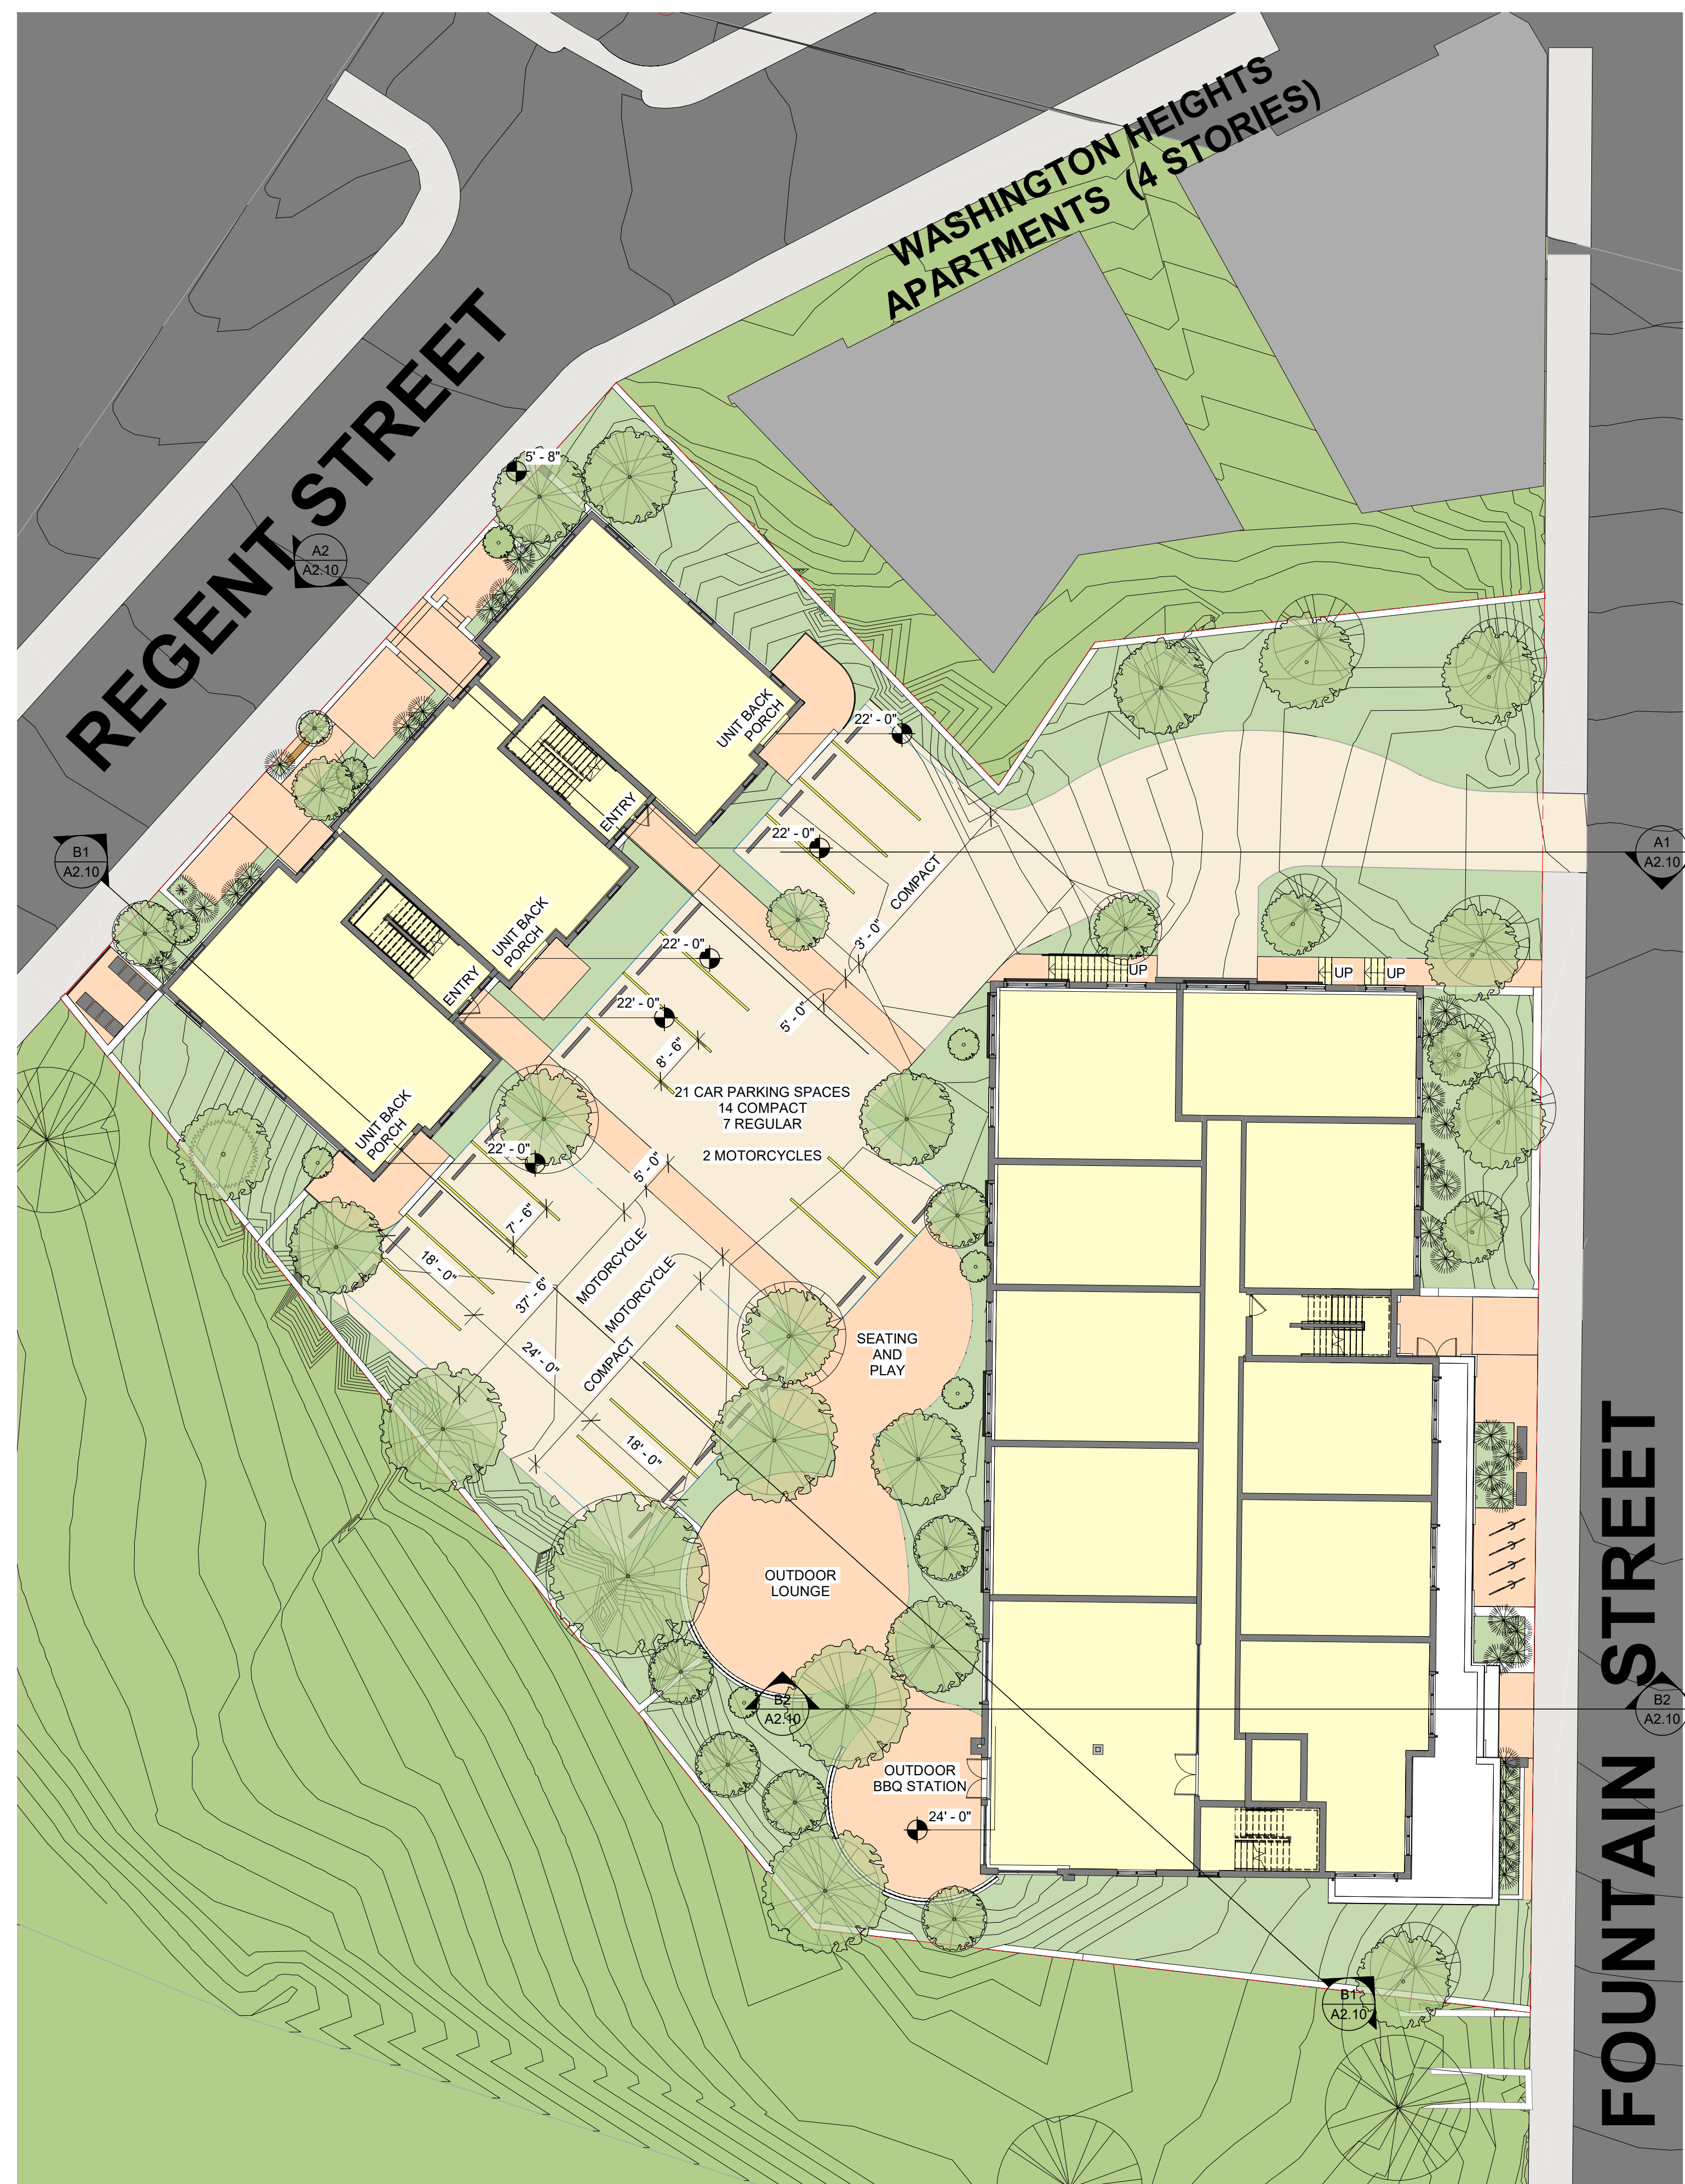 WASHINGTON HEIGHTS
APARTMENTS (4 STORIES)
REGENT STREET
5' - 8"
A2
A2.10
UNIT BACK
PORCH
22' - 0"
ENTRY
22' - 0"
B1
A2.10
A1
A2.10
COMPACT
UNIT BACK
PORCH
22' - 0"
3' - 0"
ENTRY
22' - 0"
UP
UP
UP
5' - 0"
8' - 6"
21 CAR PARKING SPACES
14 COMPACT
7 REGULAR
2 MOTORCYCLES
UNIT BACK
PORCH
22' - 0"
5' - 0"
7' - 6"
18' - 0"
37' - 6"
MOTORCYCLE
MOTORCYCLE
24' - 0"
COMPACT
SEATING
AND
PLAY
18' - 0"
OUTDOOR
LOUNGE
FOUNTAIN STREET
B2
A2.10
B2
A2.10
OUTDOOR
BBQ STATION
24' - 0"
B1
A2.10